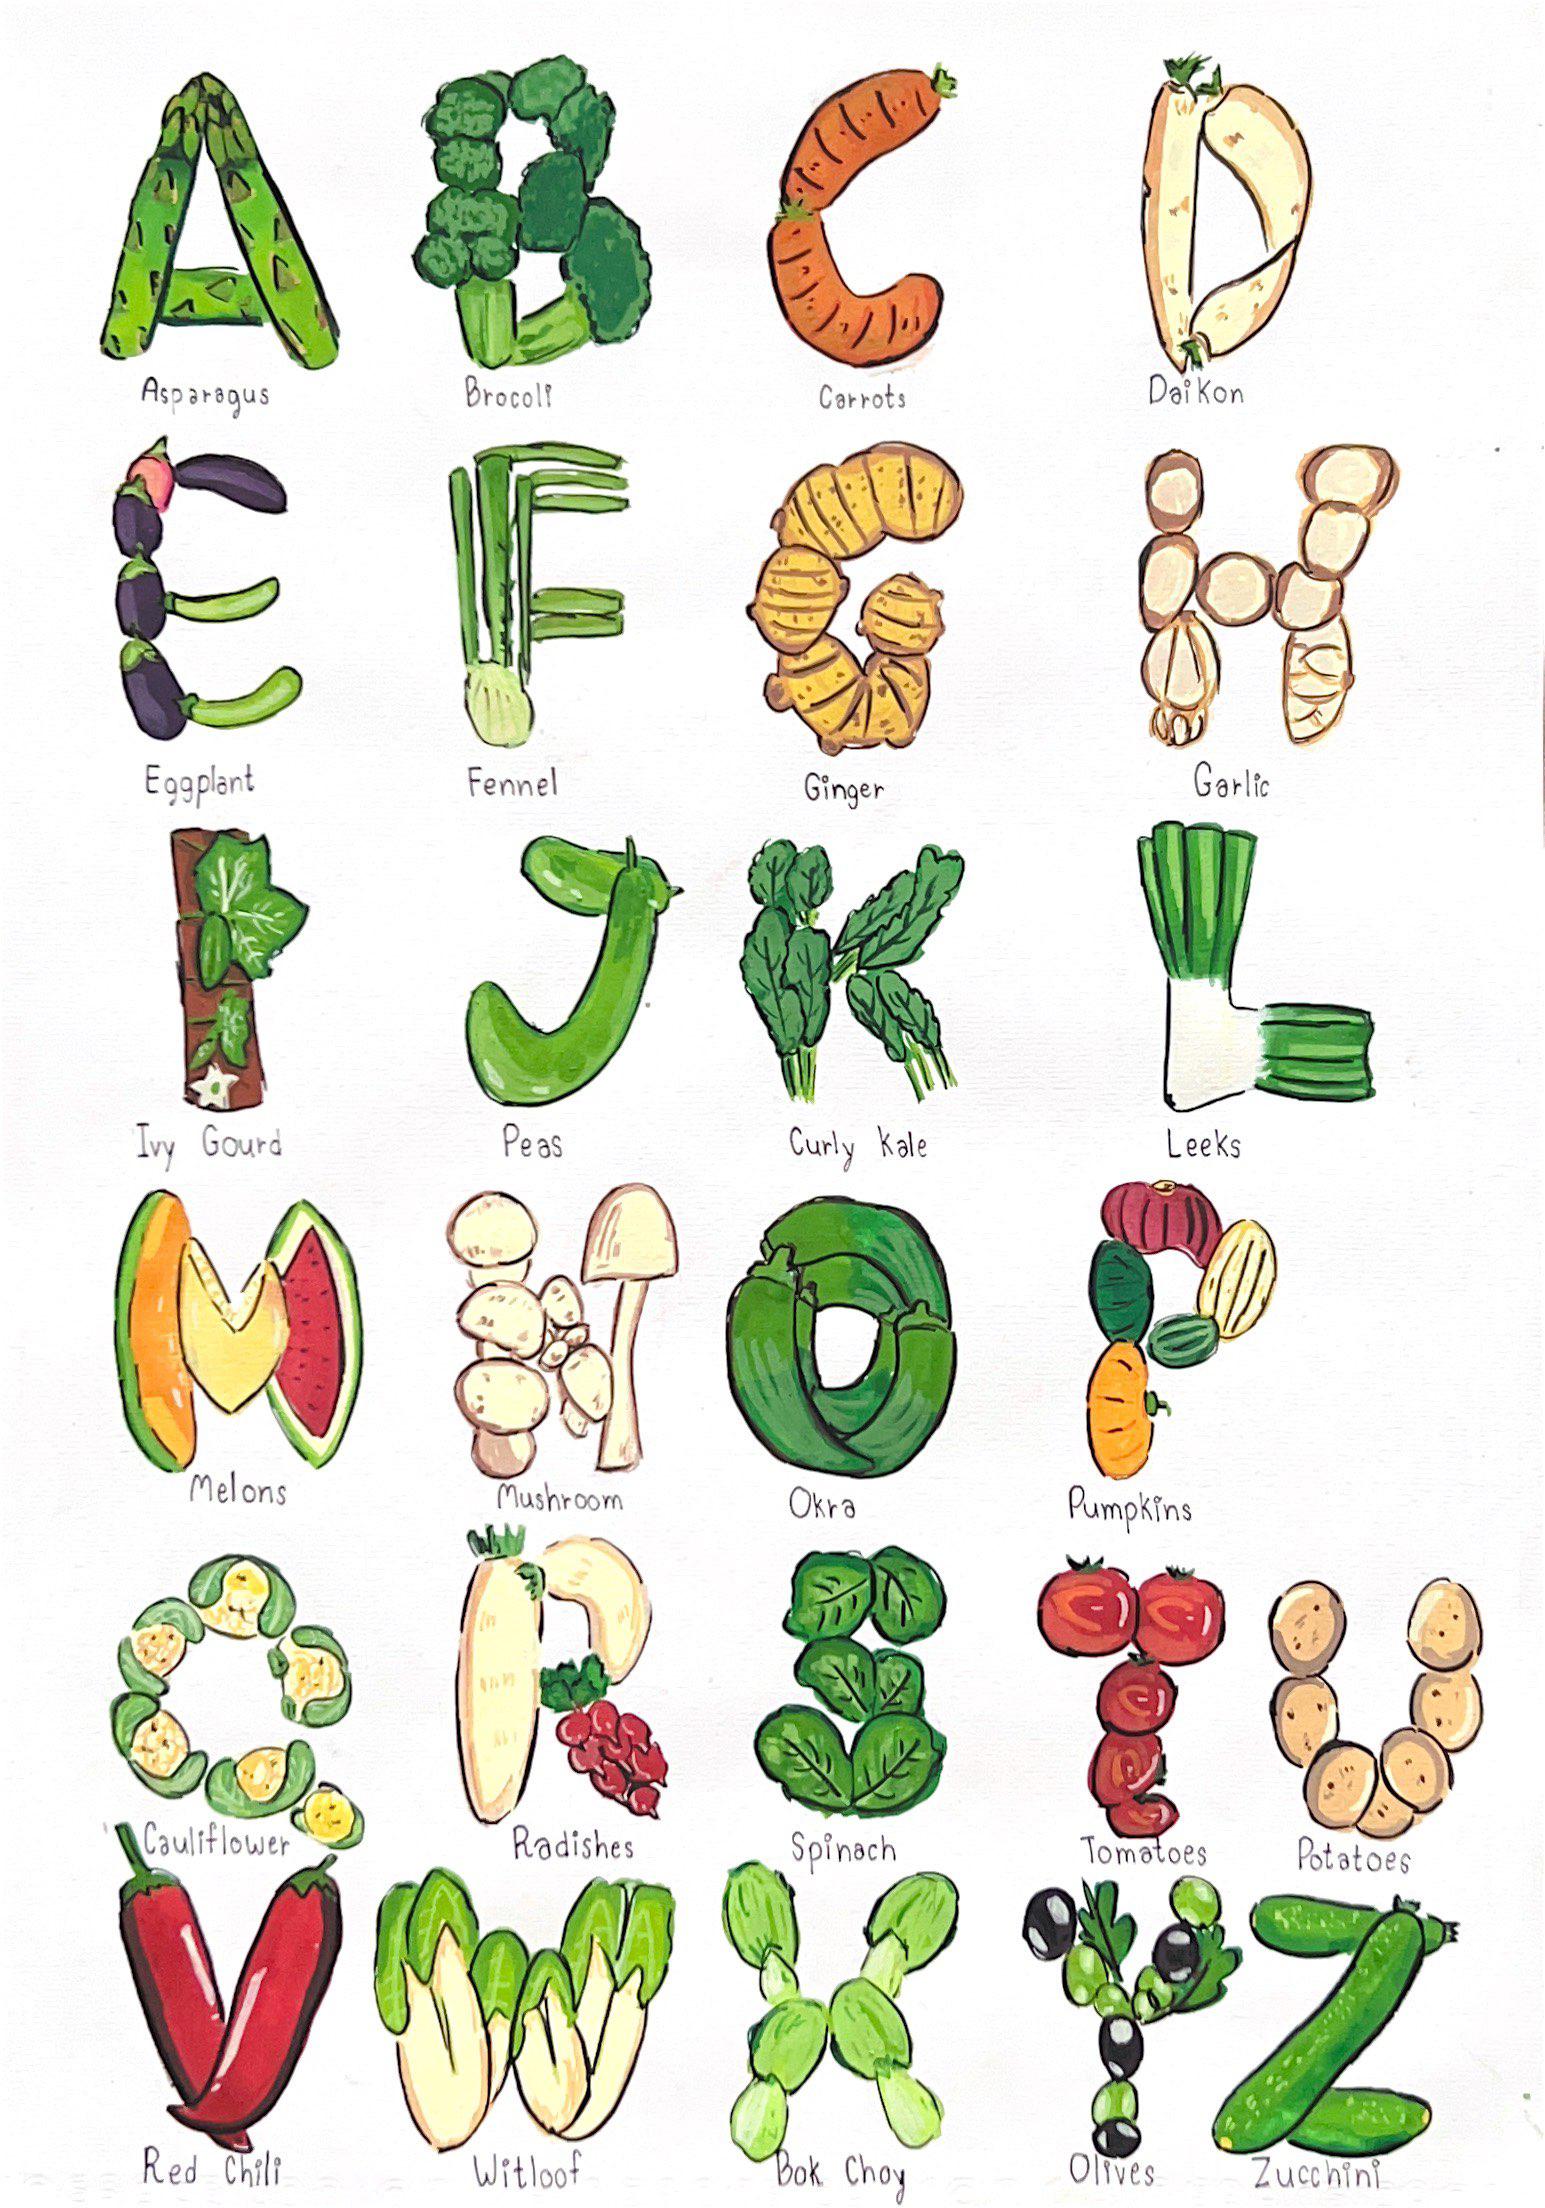 Asparagus
Brocoli
Carrots
Daikon
Eggplant
Fennel
Ginger
Garlic
Ivy Gourd
Peas
Curly Kale
Leeks
Melons
Mushroom
Okra
Pumpkins
Cauliflower
Radishes
Spinach
Tomatoes
Potatoes
Red Chili
Witloof
Bok Choy
Olives
Zucchini